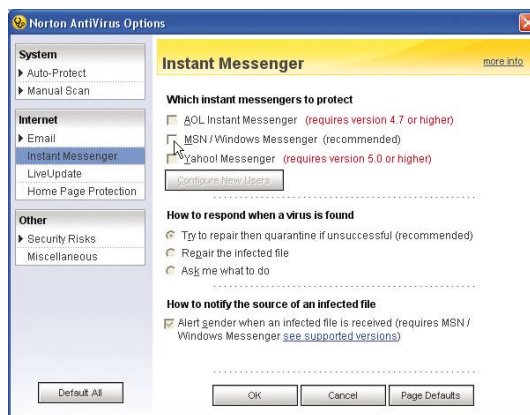 Norton AntiVirus Options
System
Auto-Protect
Manual Scan
Internet
Email
Instant Messenger
LiveUpdate
Home Page Protection
Other
Security Risks
Miscellaneous
Default All
Instant Messenger
more info
Which instant messengers to protect
AOL Instant Messenger (requires version 4.7 or higher)
MSN / Windows Messenger (recommended)
Yahoo! Messenger (requires version 5.0 or higher)
Configure New Users
How to respond when a virus is found
Try to repair then quarantine if unsuccessful (recommended)
Repair the infected file
Ask me what to do
How to notify the source of an infected file
Alert sender when an infected file is received (requires MSN /
Windows Messenger see supported versions)
OK
Cancel
Page Defaults